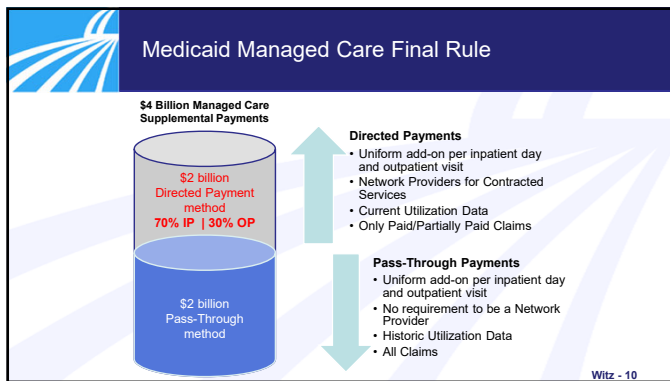 Medicaid Managed Care Final Rule
$4 Billion Managed Care
Supplemental Payments
$2 billion
Directed Payment
method
70% IP | 30% OP
$2 billion
Pass-Through
method
Directed Payments
• Uniform add-on per inpatient day
and outpatient visit
• Network Providers for Contracted
Services
• Current Utilization Data
• Only Paid/Partially Paid Claims
Pass-Through Payments
• Uniform add-on per inpatient day
and outpatient visit
• No requirement to be a Network
Provider
• Historic Utilization Data
• All Claims
Witz - 10